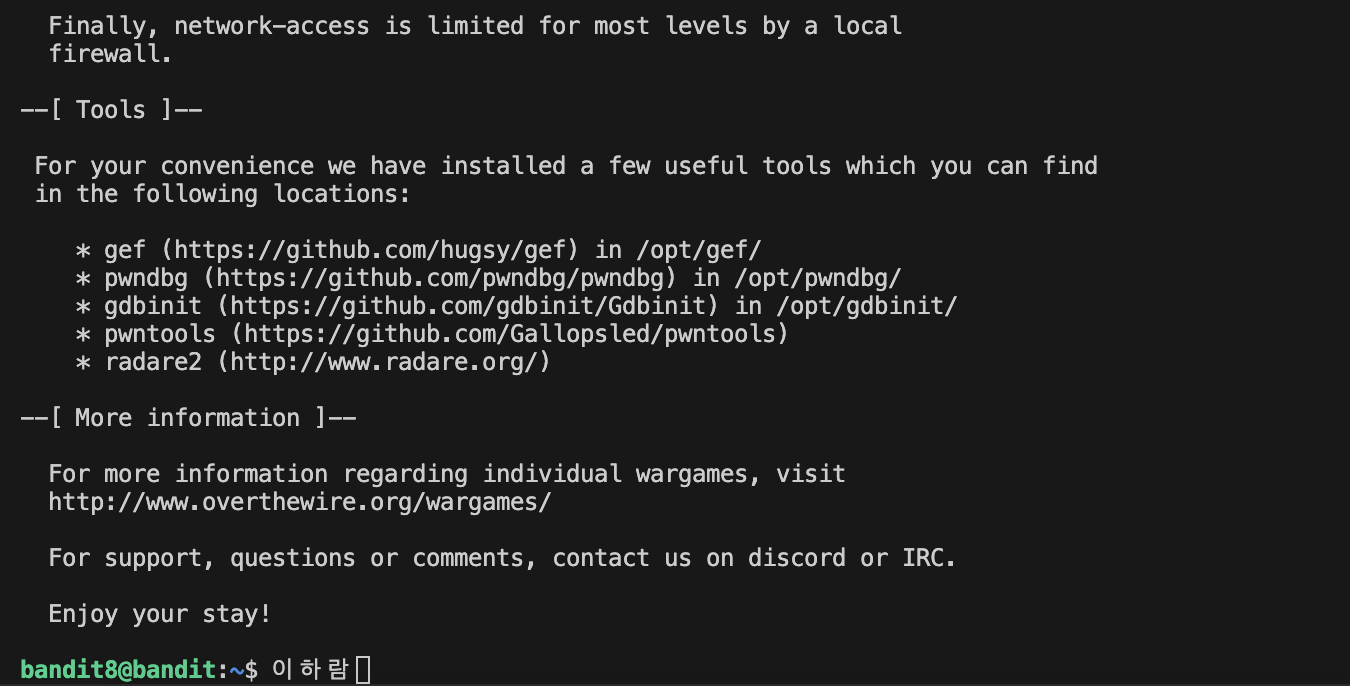 Finally, network-access is limited for most levels by a local
firewall.
--[ Tools ]--
For your convenience we have installed a few useful tools which you can find
in the following locations:
* gef (https://github.com/hugsy/gef) in /opt/gef/
* pwndbg (https://github.com/pwndbg/pwndbg) in /opt/pwndbg/
* gdbinit (https://github.com/gdbinit/Gdbinit) in /opt/gdbinit/
* pwntools (https://github.com/Gallopsled/pwntools)
* radare2 (http://www.radare.org/)
--[ More information ]--
For more information regarding individual wargames, visit
http://www.overthewire.org/wargames/
For support, questions or comments, contact us on discord or IRC.
Enjoy your stay!
bandit8@bandit:~$ 이하람